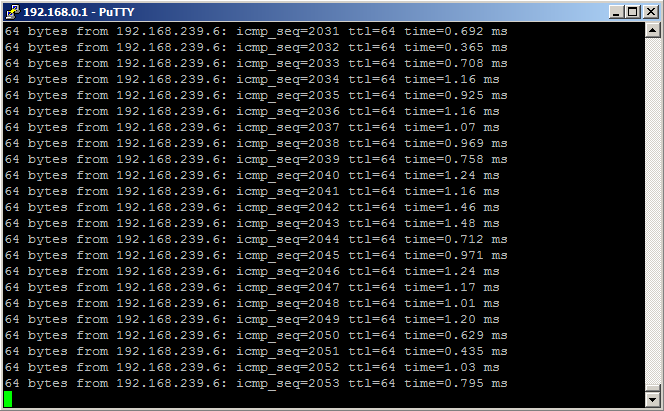 192.168.0.1 - PuTTY
64 bytes from 192.168.239.6: icmp_seq=2031 ttl=64 time=0.692 ms
64 bytes from 192.168.239.6: icmp_seq=2032 ttl=64 time=0.365 ms
64 bytes from 192.168.239.6: icmp_seq=2033 ttl=64 time=0.708 ms
64 bytes from 192.168.239.6: icmp_seq=2034 ttl=64 time=1.16 ms
64 bytes from 192.168.239.6: icmp_seq=2035 ttl=64 time=0.925 ms
64 bytes from 192.168.239.6: icmp_seq=2036 ttl=64 time=1.16 ms
64 bytes from 192.168.239.6: icmp_seq=2037 ttl=64 time=1.07 ms
64 bytes from 192.168.239.6: icmp_seq=2038 ttl=64 time=0.969 ms
64 bytes from 192.168.239.6: icmp_seq=2039 ttl=64 time=0.758 ms
64 bytes from 192.168.239.6: icmp_seq=2040 ttl=64 time=1.24 ms
64 bytes from 192.168.239.6: icmp_seq=2041 ttl=64 time=1.16 ms
64 bytes from 192.168.239.6: icmp_seq=2042 ttl=64 time=1.46 ms
64 bytes from 192.168.239.6: icmp_seq=2043 ttl=64 time=1.48 ms
64 bytes from 192.168.239.6: icmp_seq=2044 ttl=64 time=0.712 ms
64 bytes from 192.168.239.6: icmp_seq=2045 ttl=64 time=0.971 ms
64 bytes from 192.168.239.6: icmp_seq=2046 ttl=64 time=1.24 ms
64 bytes from 192.168.239.6: icmp_seq=2047 ttl=64 time=1.17 ms
64 bytes from 192.168.239.6: icmp_seq=2048 ttl=64 time=1.01 ms
64 bytes from 192.168.239.6: icmp_seq=2049 ttl=64 time=1.20 ms
64 bytes from 192.168.239.6: icmp_seq=2050 ttl=64 time=0.629 ms
64 bytes from 192.168.239.6: icmp_seq=2051 ttl=64 time=0.435 ms
64 bytes from 192.168.239.6: icmp_seq=2052 ttl=64 time=1.03 ms
64 bytes from 192.168.239.6: icmp_seq=2053 ttl=64 time=0.795 ms